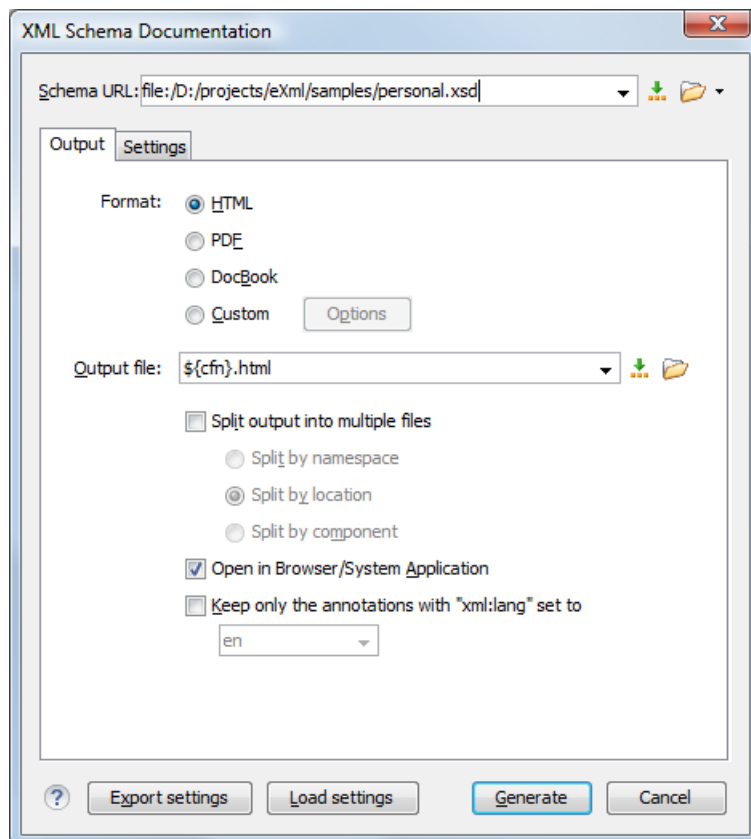 XML Schema Documentation
Schema URL: file:/D:/projects/eXml/samples/personal.xsd
Output Settings
Format: HTML
PDF
DocBook
Custom Options
Output file: ${cfn}.html
Split output into multiple files
Split by namespace
Split by location
Split by component
Open in Browser/System Application
Keep only the annotations with "xml:lang" set to
en
? Export settings Load settings Generate Cancel